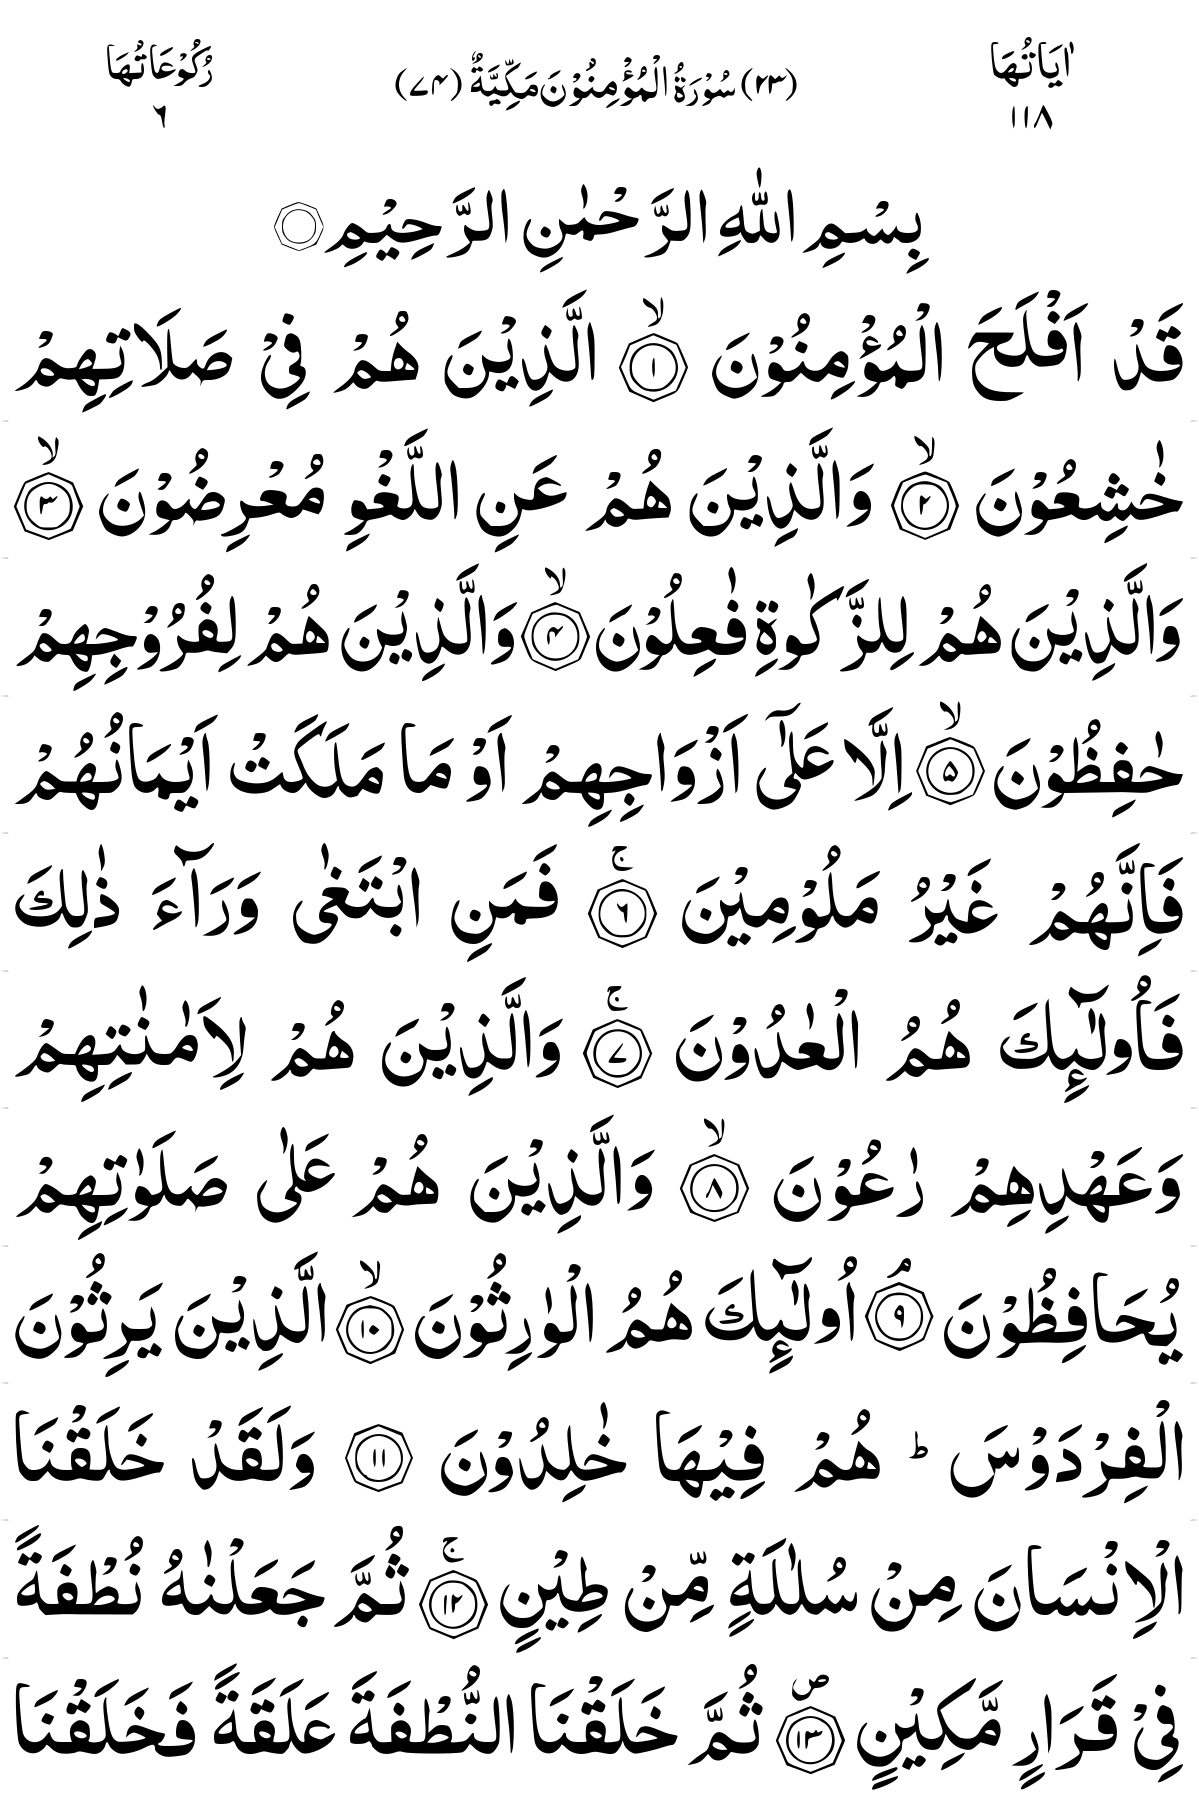 اٰيَاتُهَا (٢٣) سُوْرَةُ الْمُؤْمِنُوْنَ مَكِّيَّةٌ (٧٤) رُكُوْعَاتُهَا
١١٨ ٦
بِسْمِ اللّٰهِ الرَّحْمٰنِ الرَّحِيْمِ
قَدْ اَفْلَحَ الْمُؤْمِنُوْنَ ۙ﴿١﴾ الَّذِيْنَ هُمْ فِيْ صَلَاتِهِمْ
خٰشِعُوْنَ ۙ﴿٢﴾ وَالَّذِيْنَ هُمْ عَنِ اللَّغْوِ مُعْرِضُوْنَ ۙ﴿٣﴾
وَالَّذِيْنَ هُمْ لِلزَّكٰوةِ فٰعِلُوْنَ ۙ﴿٤﴾ وَالَّذِيْنَ هُمْ لِفُرُوْجِهِمْ
حٰفِظُوْنَ ۙ﴿٥﴾ اِلَّا عَلٰٓى اَزْوَاجِهِمْ اَوْ مَا مَلَكَتْ اَيْمَانُهُمْ
فَاِنَّهُمْ غَيْرُ مَلُوْمِيْنَ ۚ﴿٦﴾ فَمَنِ ابْتَغٰى وَرَآءَ ذٰلِكَ
فَاُولٰٓئِكَ هُمُ الْعٰدُوْنَ ۚ﴿٧﴾ وَالَّذِيْنَ هُمْ لِاَمٰنٰتِهِمْ
وَعَهْدِهِمْ رٰعُوْنَ ۙ﴿٨﴾ وَالَّذِيْنَ هُمْ عَلٰى صَلَوٰتِهِمْ
يُحَافِظُوْنَ ۘ﴿٩﴾ اُولٰٓئِكَ هُمُ الْوٰرِثُوْنَ ۙ﴿١٠﴾ الَّذِيْنَ يَرِثُوْنَ
الْفِرْدَوْسَ ؕ هُمْ فِيْهَا خٰلِدُوْنَ ﴿١١﴾ وَلَقَدْ خَلَقْنَا
الْاِنْسَانَ مِنْ سُلٰلَةٍ مِّنْ طِيْنٍ ۚ﴿١٢﴾ ثُمَّ جَعَلْنٰهُ نُطْفَةً
فِيْ قَرَارٍ مَّكِيْنٍ ۪﴿١٣﴾ ثُمَّ خَلَقْنَا النُّطْفَةَ عَلَقَةً فَخَلَقْنَا